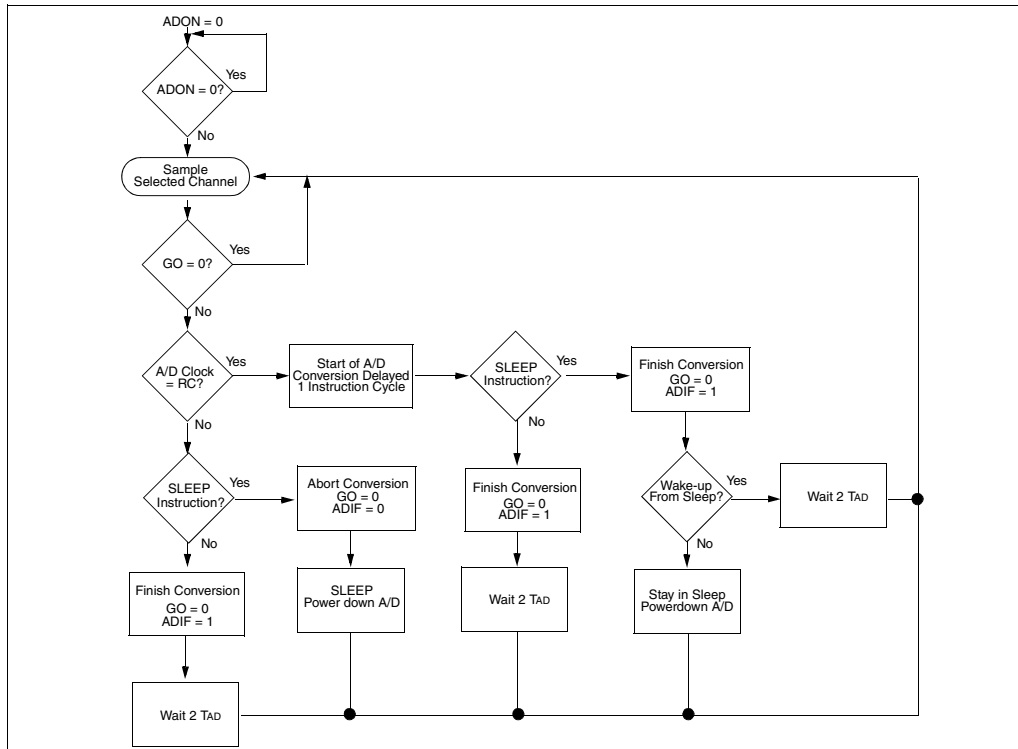 ADON = 0
Yes
ADON = 0?
No
Sample
Selected Channel
Yes
GO = 0?
No
A/D Clock
= RC?
Yes
Start of A/D
Conversion Delayed
1 Instruction Cycle
SLEEP
Instruction?
Yes
Finish Conversion
GO = 0
ADIF = 1
No
No
SLEEP
Instruction?
Yes
Abort Conversion
GO = 0
ADIF = 0
Finish Conversion
GO = 0
ADIF = 1
Wake-up
From Sleep?
Yes
Wait 2 TAD
No
No
Finish Conversion
GO = 0
ADIF = 1
SLEEP
Power down A/D
Wait 2 TAD
Stay in Sleep
Powerdown A/D
Wait 2 TAD